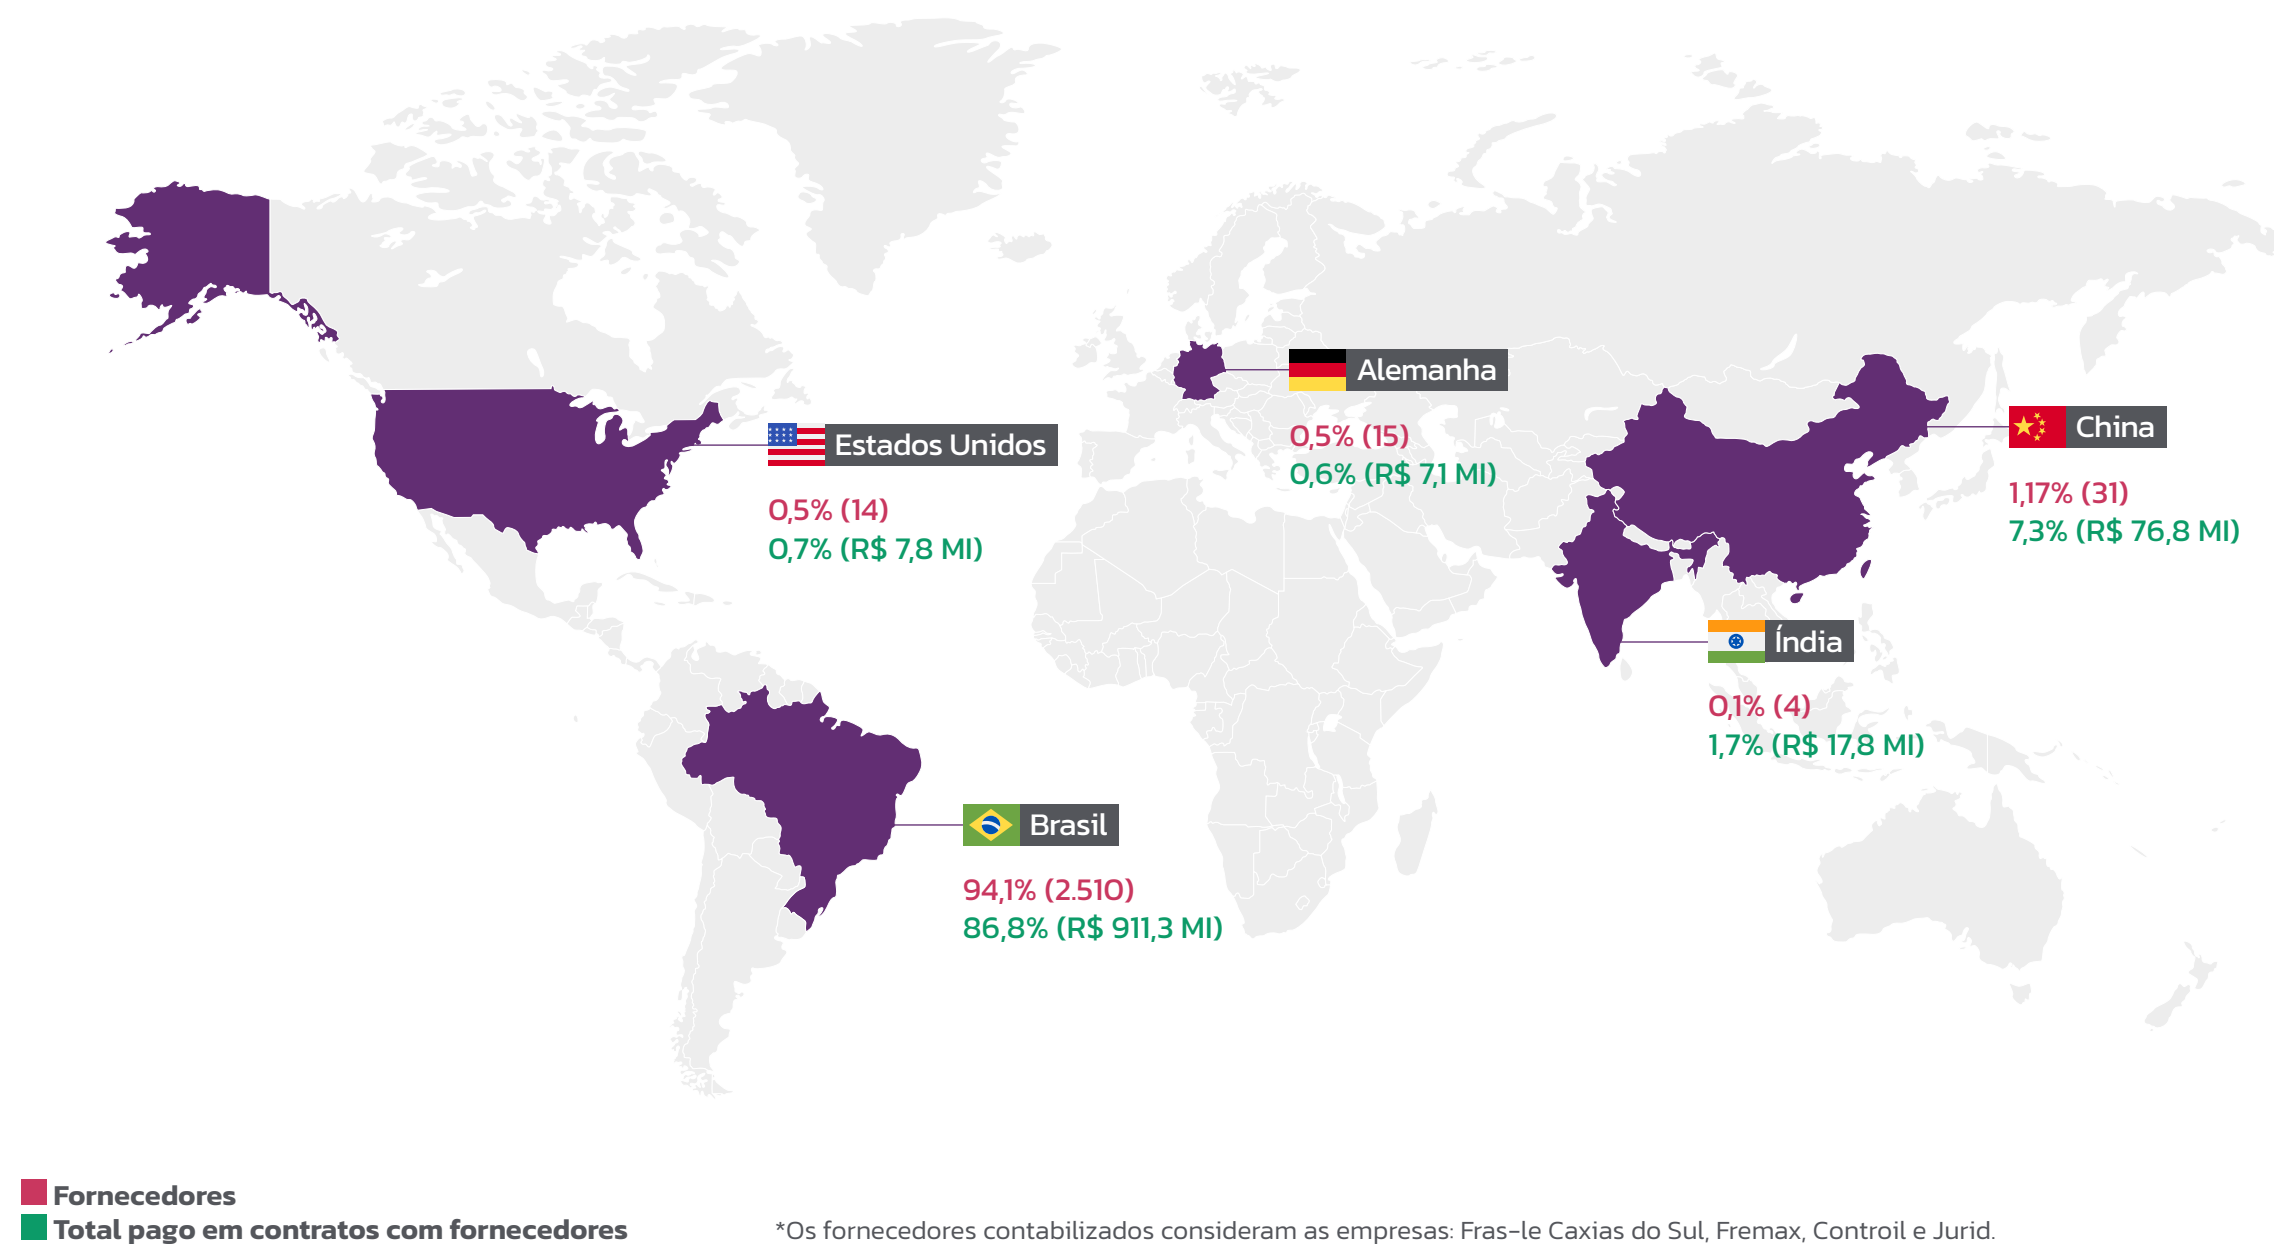 Alemanha
0,5% (15)
0,6% (R$ 7,1 MI)
China
1,17% (31)
7,3% (R$ 76,8 MI)
Estados Unidos
0,5% (14)
0,7% (R$ 7,8 MI)
Índia
0,1% (4)
1,7% (R$ 17,8 MI)
Brasil
94,1% (2.510)
86,8% (R$ 911,3 MI)
Fornecedores
Total pago em contratos com fornecedores
*Os fornecedores contabilizados consideram as empresas: Fras-le Caxias do Sul, Fremax, Controil e Jurid.